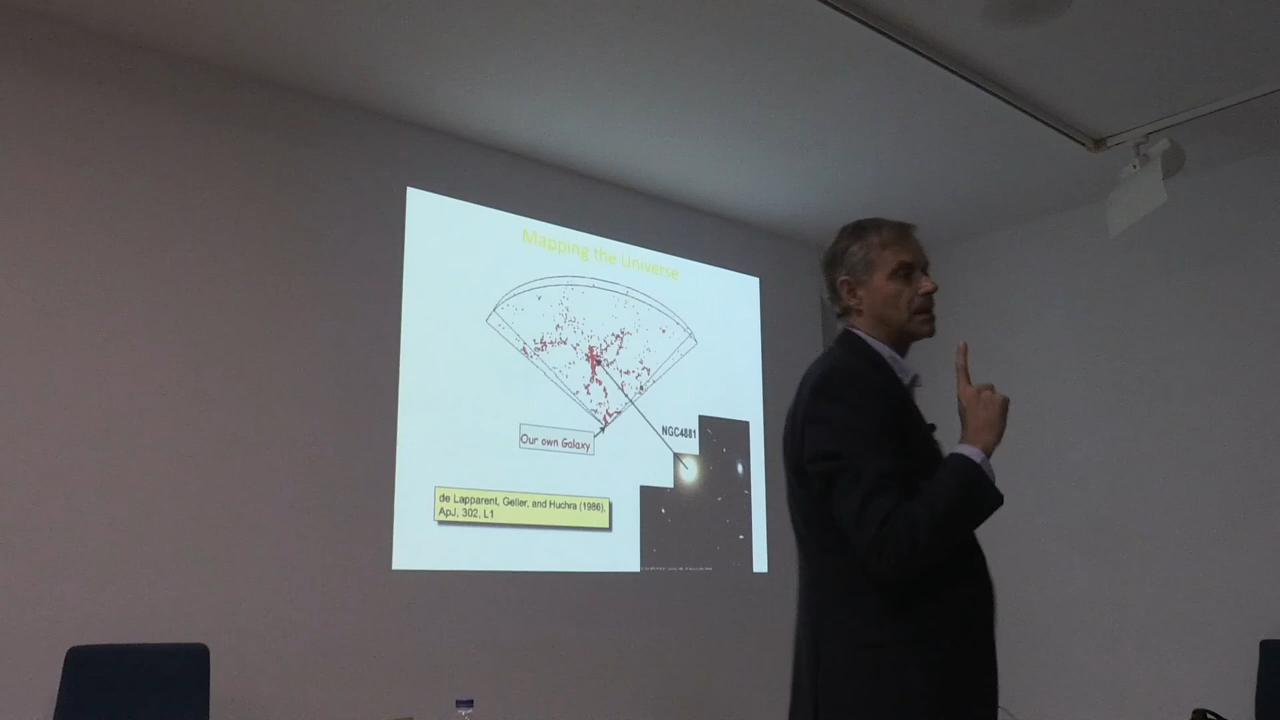 Mapping the Universe
NGC4881
Our own Galaxy
de Lapparent, Geller, and Huchra (1986),
ApJ, 302, L1